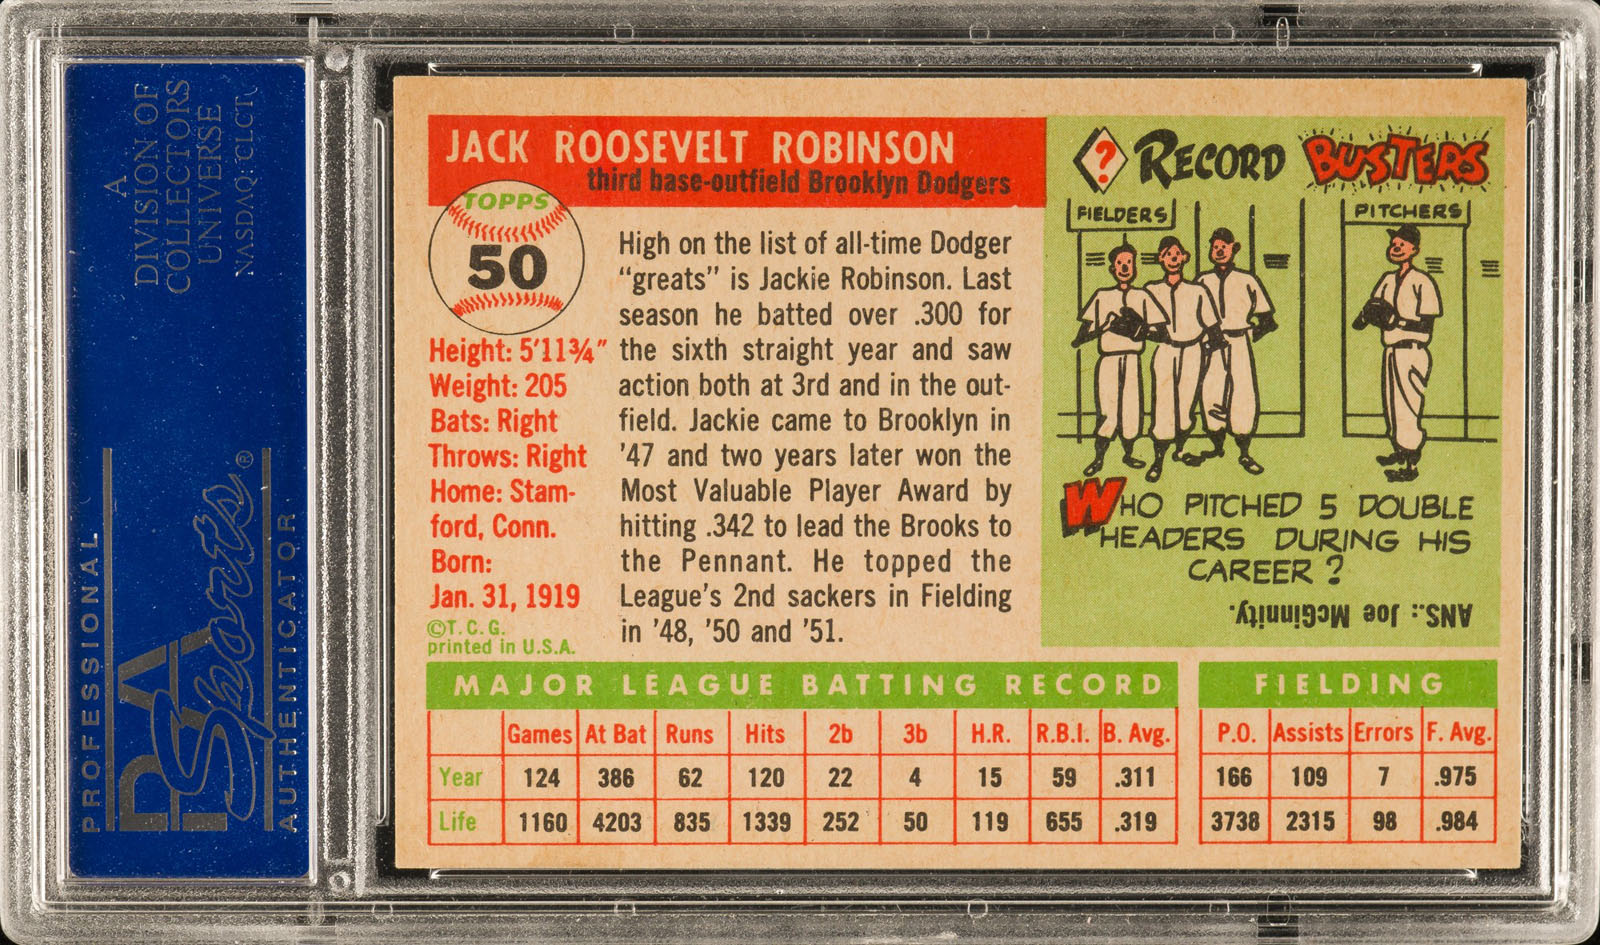 A
DIVISION OF
COLLECTORS
UNIVERSE
NASDAQ: CLCT
PROFESSIONAL
PSA
Sports®
AUTHENTICATOR
JACK ROOSEVELT ROBINSON
third base-outfield Brooklyn Dodgers
TOPPS
50
Height: 5'11¾"
Weight: 205
Bats: Right
Throws: Right
Home: Stam-
ford, Conn.
Born:
Jan. 31, 1919
©T.C.G.
printed in U.S.A.
High on the list of all-time Dodger
“greats” is Jackie Robinson. Last
season he batted over .300 for
the sixth straight year and saw
action both at 3rd and in the out-
field. Jackie came to Brooklyn in
'47 and two years later won the
Most Valuable Player Award by
hitting .342 to lead the Brooks to
the Pennant. He topped the
League's 2nd sackers in Fielding
in '48, '50 and '51.
? RECORD BUSTERS
FIELDERS
PITCHERS
WHO PITCHED 5 DOUBLE
HEADERS DURING HIS
CAREER?
ANS.: Joe McGinnity.
MAJOR LEAGUE BATTING RECORD
Games At Bat Runs Hits 2b 3b H.R. R.B.I. B. Avg.
Year 124 386 62 120 22 4 15 59 .311
Life 1160 4203 835 1339 252 50 119 655 .319
FIELDING
P.O. Assists Errors F. Avg.
166 109 7 .975
3738 2315 98 .984